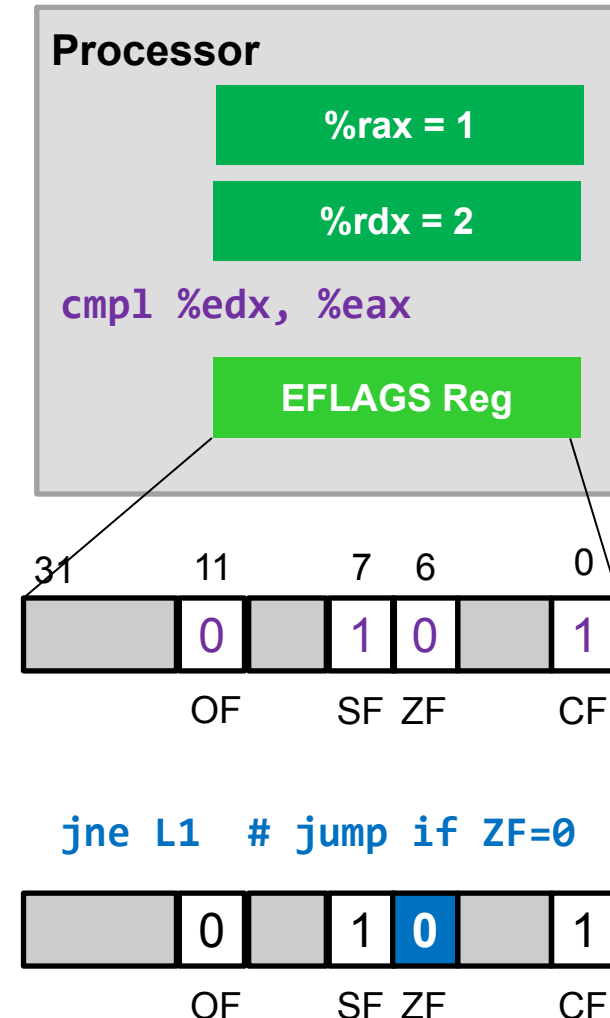 Processor
%rax = 1
%rdx = 2
cmpl %edx, %eax
EFLAGS Reg
31 11 7 6 0
0 1 0 1
OF SF ZF CF
jne L1 # jump if ZF=0
0 1 0 1
OF SF ZF CF